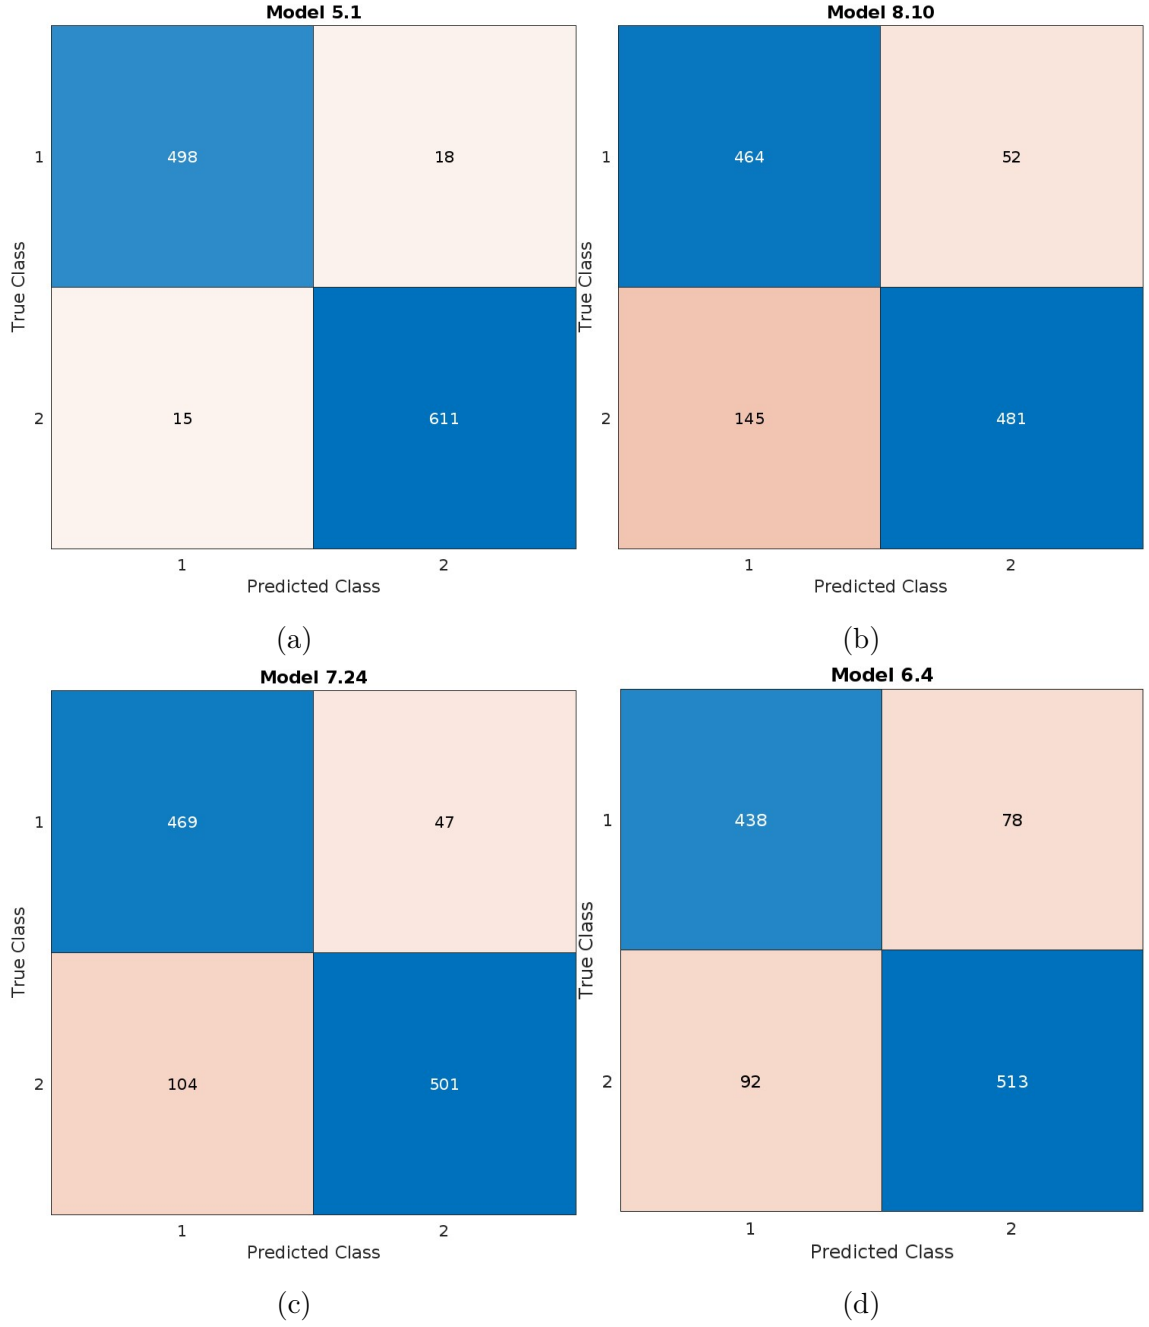 Model 5.1
498
18
15
611
1
2
1
2
True Class
Predicted Class
(a)
Model 8.10
464
52
145
481
1
2
1
2
True Class
Predicted Class
(b)
Model 7.24
469
47
104
501
1
2
1
2
True Class
Predicted Class
(c)
Model 6.4
438
78
92
513
1
2
1
2
True Class
Predicted Class
(d)